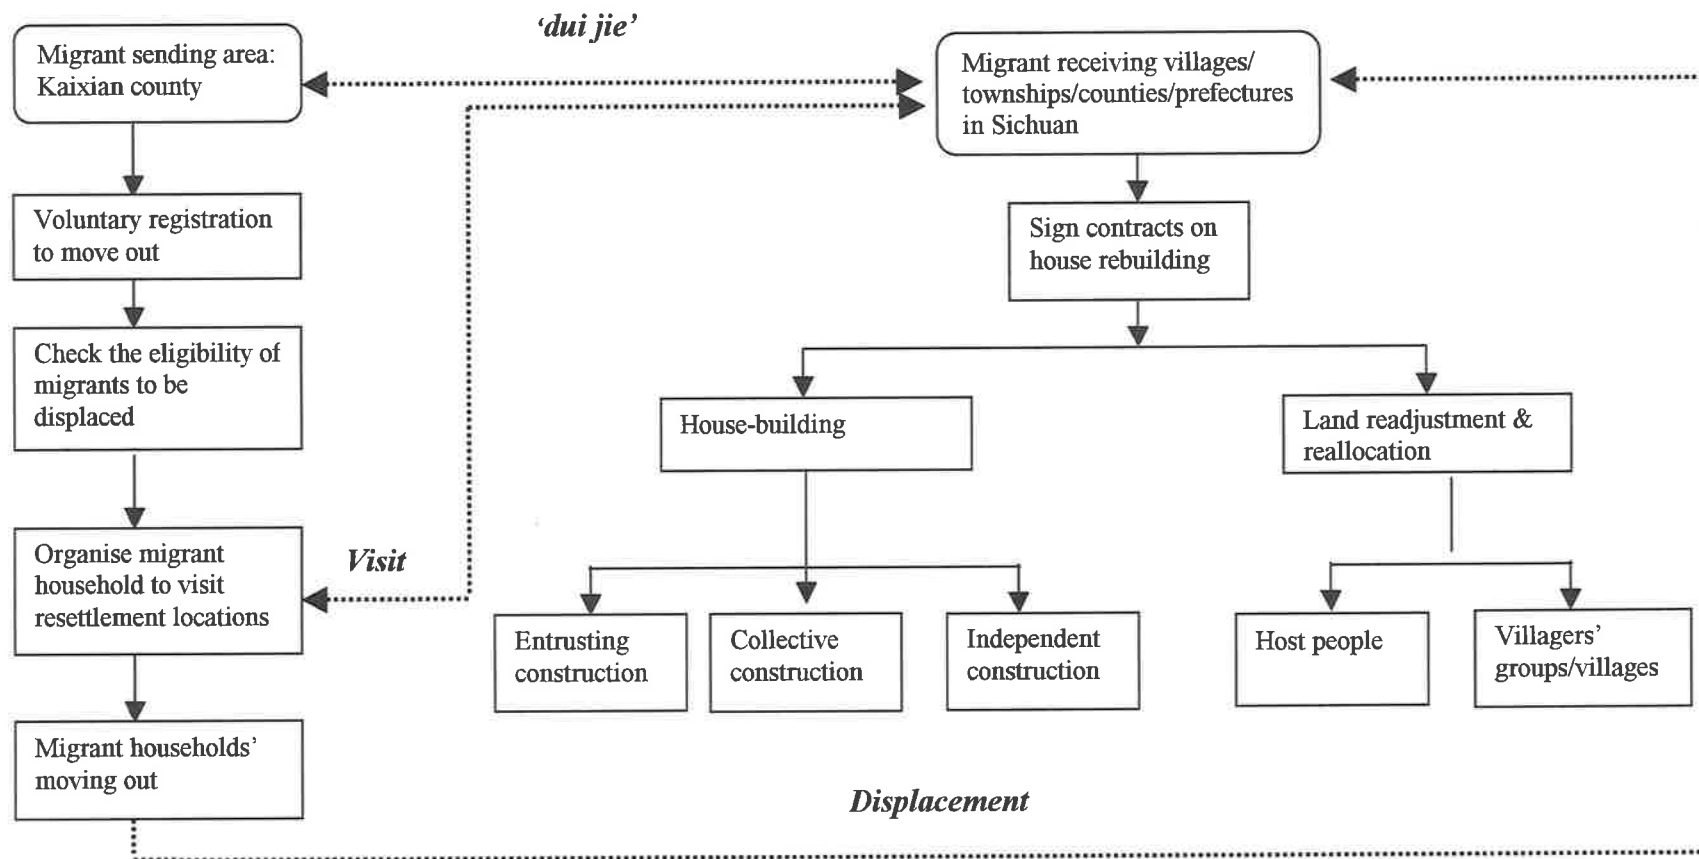 ‘dui jie’
Migrant sending area:
Kaixian county
Migrant receiving villages/
townships/counties/prefectures
in Sichuan
Voluntary registration
to move out
Sign contracts on
house rebuilding
Check the eligibility of
migrants to be
displaced
House-building
Land readjustment &
reallocation
Organise migrant
household to visit
resettlement locations
Visit
Entrusting
construction
Collective
construction
Independent
construction
Host people
Villagers’
groups/villages
Migrant households’
moving out
Displacement